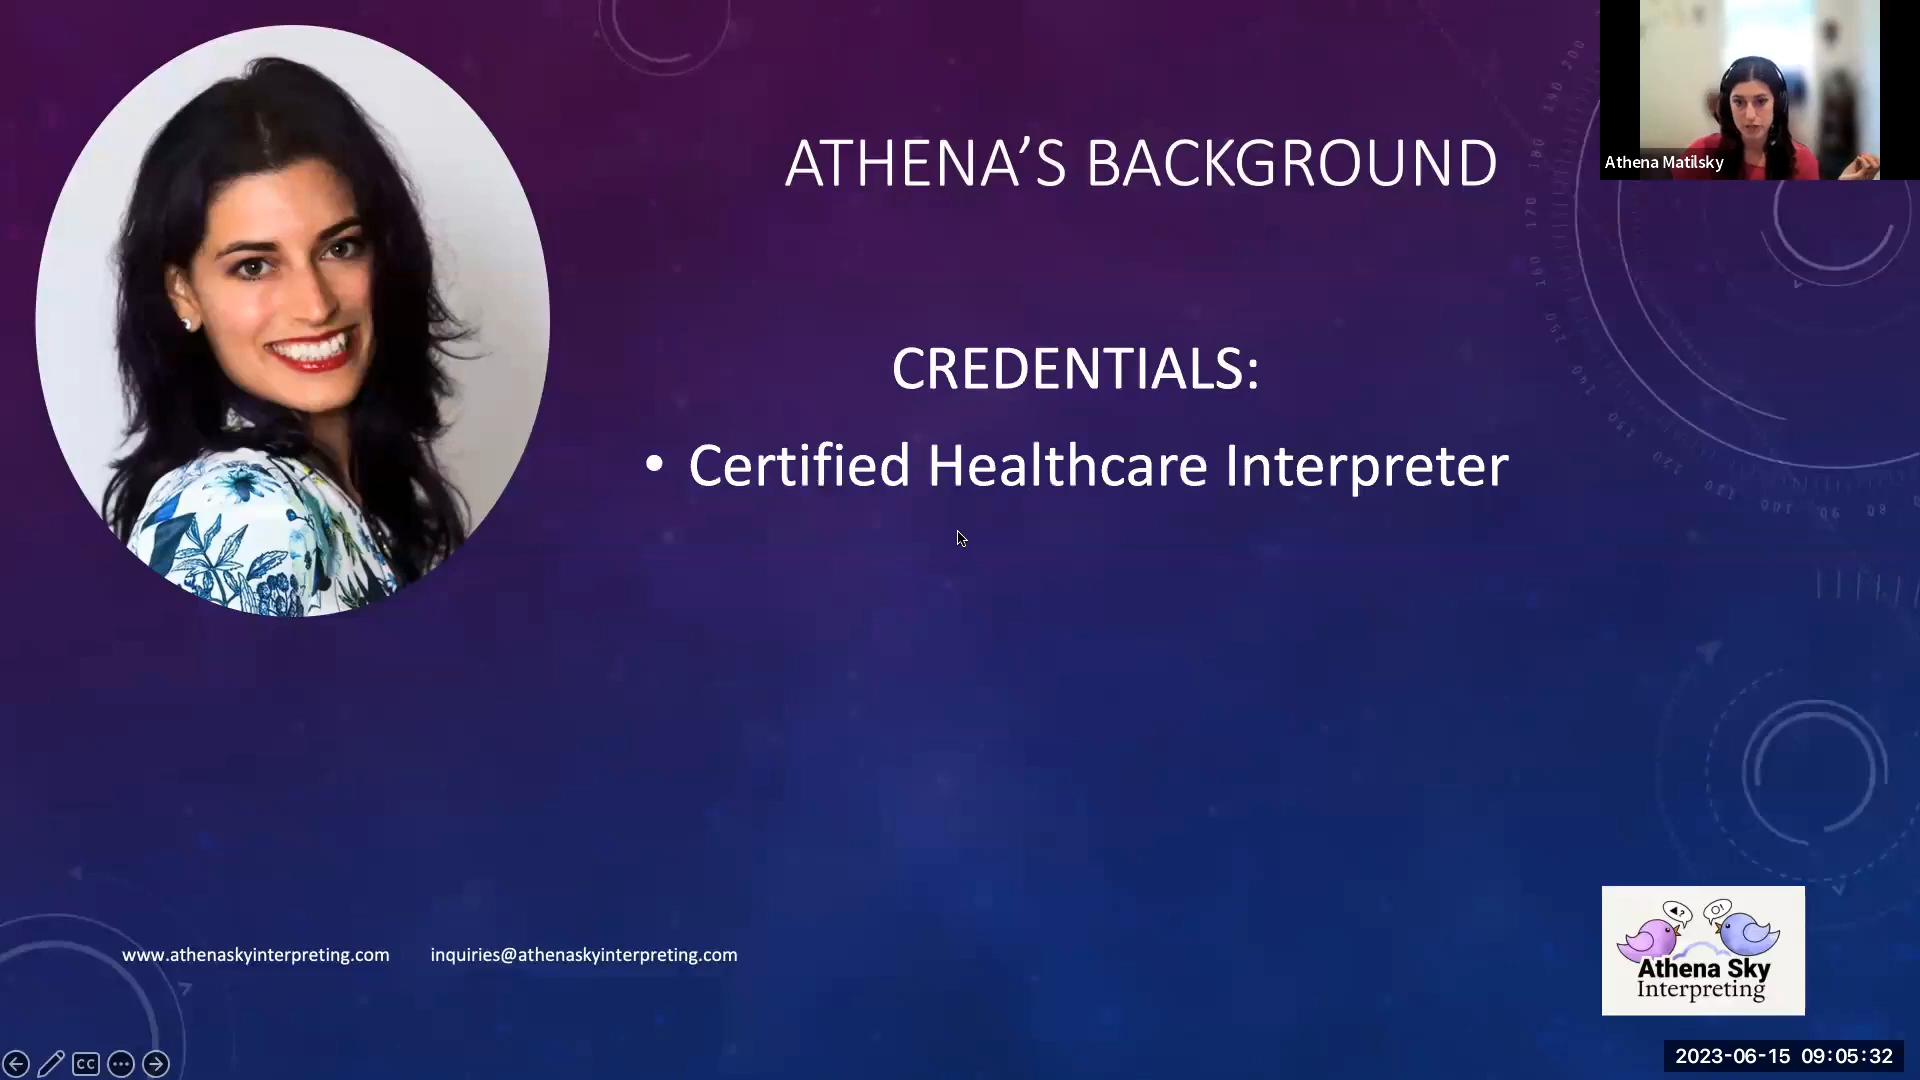 ATHENA'S BACKGROUND
Athena Matilsky
CREDENTIALS:
• Certified Healthcare Interpreter
www.athenaskyinterpreting.com inquiries@athenaskyinterpreting.com
Athena Sky
Interpreting
CC
2023-06-15 09:05:32